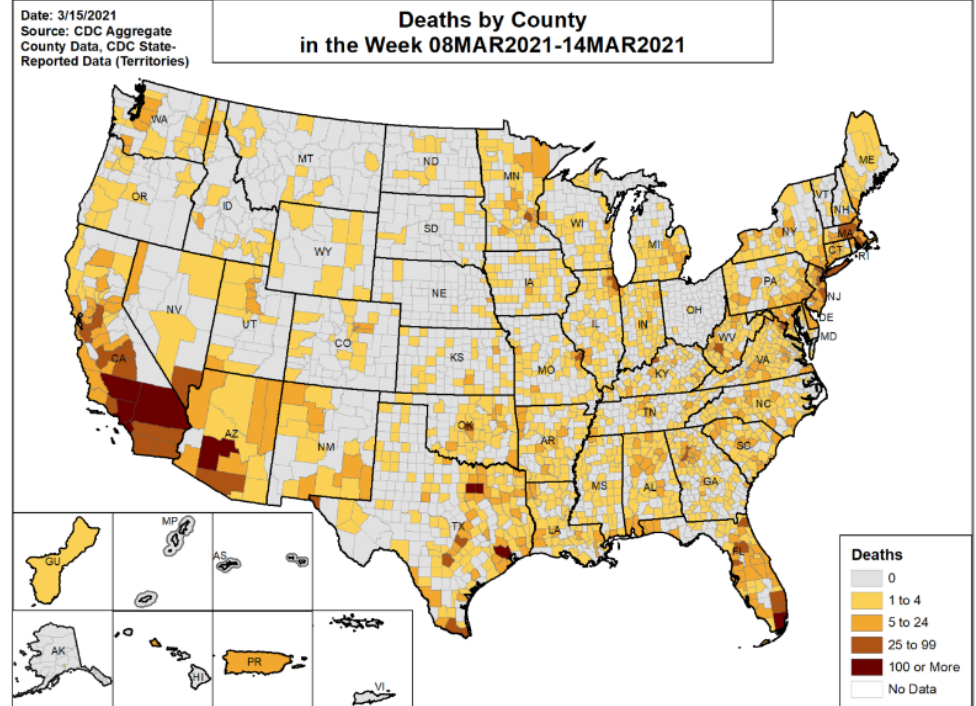 Date: 3/15/2021
Source: CDC Aggregate
County Data, CDC State-
Reported Data (Territories)
Deaths by County
in the Week 08MAR2021-14MAR2021
WA
MT
ND
MN
ME
OR
ID
SD
WI
VT
NH
NY
MA
MI
CT
RI
WY
IA
PA
NE
NJ
NV
UT
IL
IN
OH
DE
MD
CO
CA
KS
MO
WV
VA
KY
NC
TN
AZ
NM
OK
AR
SC
MS
AL
GA
TX
LA
FL
GU
MP
AS
AK
HI
PR
VI
Deaths
0
1 to 4
5 to 24
25 to 99
100 or More
No Data